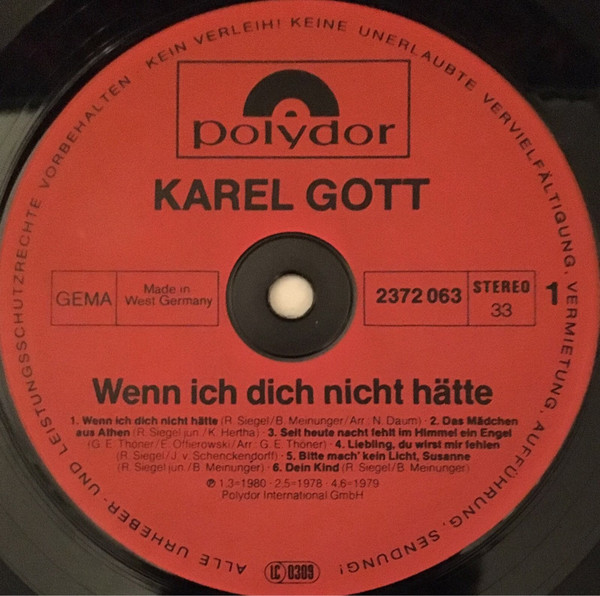 ALLE URHEBER- UND LEISTUNGSSCHUTZRECHTE VORBEHALTEN KEIN VERLEIH! KEINE UNERLAUBTE VERVIELFÄLTIGUNG, VERMIETUNG, AUFFÜHRUNG, SENDUNG!
polydor
KAREL GOTT
GEMA
Made in
West Germany
2372 063
STEREO
33
1
Wenn ich dich nicht hätte
1. Wenn ich dich nicht hätte (R. Siegel/B. Meinunger/Arr.: N. Daum) · 2. Das Mädchen
aus Athen (R. Siegel jun./K. Hertha) · 3. Seit heute nacht fehlt im Himmel ein Engel
(G. E. Thoner/E. Offierowski/Arr.: G. E. Thoner) · 4. Liebling, du wirst mir fehlen
(R. Siegel/J. v. Schenckendorff) · 5. Bitte mach' kein Licht, Susanne
(R. Siegel jun./B. Meinunger) · 6. Dein Kind (R. Siegel/B. Meinunger)
℗ 1,3=1980 · 2,5=1978 · 4,6=1979
Polydor International GmbH
LC 0309